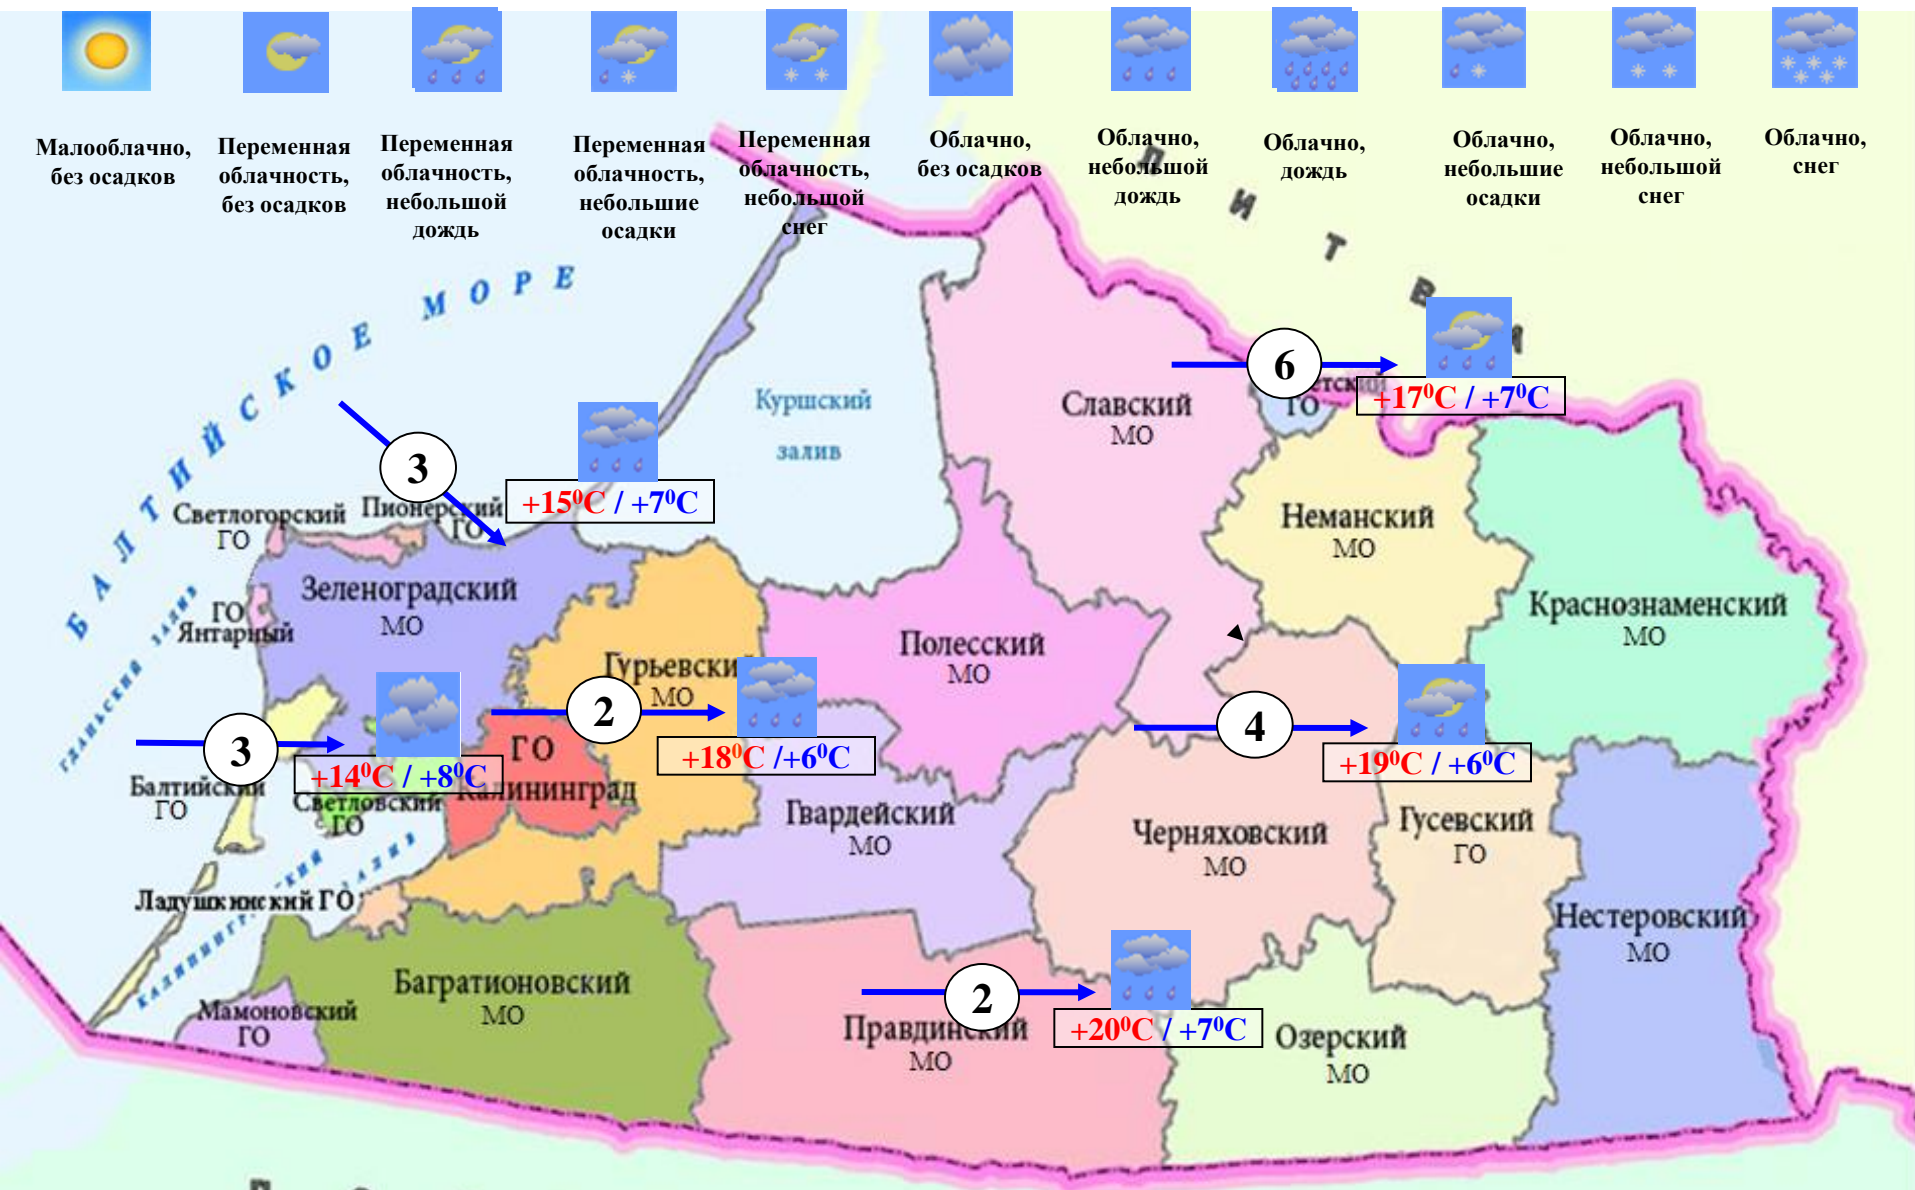 Малооблачно,
без осадков
Переменная
облачность,
без осадков
Переменная
облачность,
небольшой
дождь
Переменная
облачность,
небольшие
осадки
Переменная
облачность,
небольшой
снег
Облачно,
без осадков
Облачно,
небольшой
дождь
Облачно,
дождь
Облачно,
небольшие
осадки
Облачно,
небольшой
снег
Облачно,
снег
БАЛТИЙСКОЕ МОРЕ
Куршский
залив
Славский
МО
6
ГО
+17⁰C / +7⁰C
3
+15⁰C / +7⁰C
Светлогорский
ГО
Пионерский
ГО
Неманский
МО
Зеленоградский
МО
ГО
Янтарный
Краснознаменский
МО
Полесский
МО
Гурьевский
МО
2
+18⁰C /+6⁰C
3
+14⁰C / +8⁰C
4
+19⁰C / +6⁰C
ГО
Калининград
Балтийский
ГО
Светловский
ГО
Гвардейский
МО
Черняховский
МО
Гусевский
ГО
Ладушкинский ГО
Нестеровский
МО
Багратионовский
МО
Мамоновский
ГО
2
Правдинский
МО
+20⁰C / +7⁰C
Озерский
МО